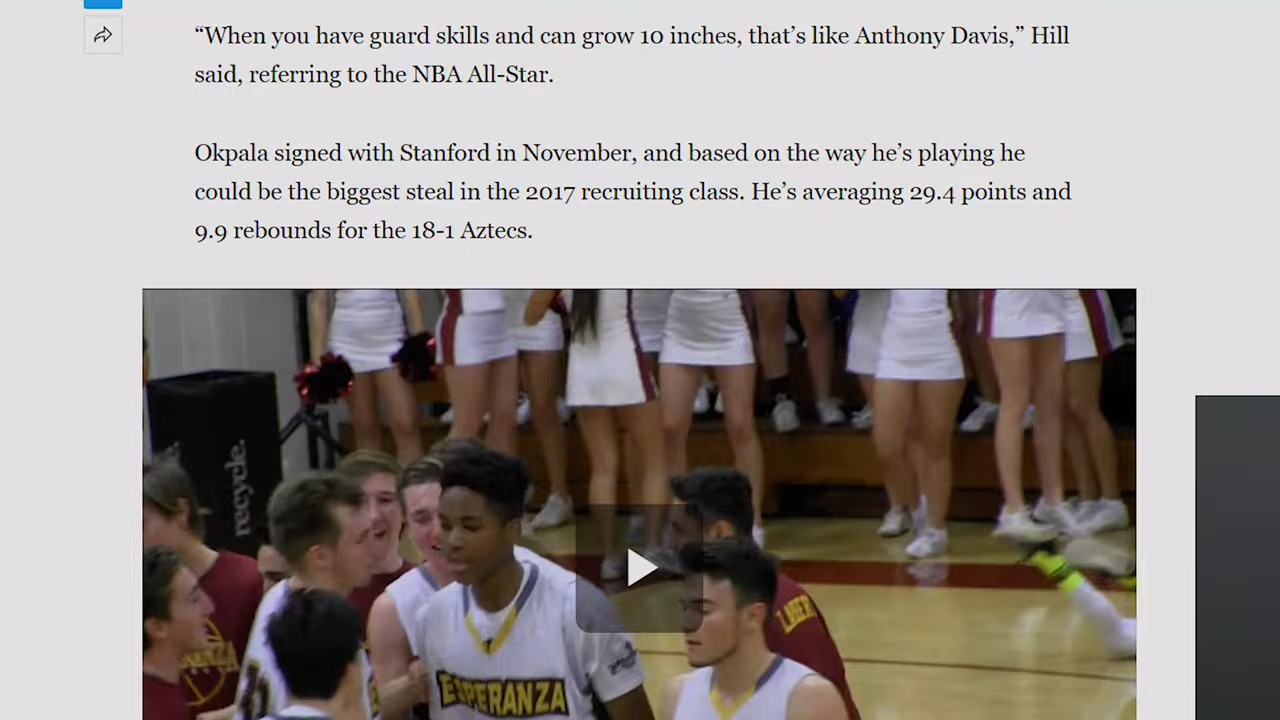 “When you have guard skills and can grow 10 inches, that’s like Anthony Davis,” Hill
said, referring to the NBA All-Star.
Okpala signed with Stanford in November, and based on the way he’s playing he
could be the biggest steal in the 2017 recruiting class. He’s averaging 29.4 points and
9.9 rebounds for the 18-1 Aztecs.
recycle.
ESPERANZA